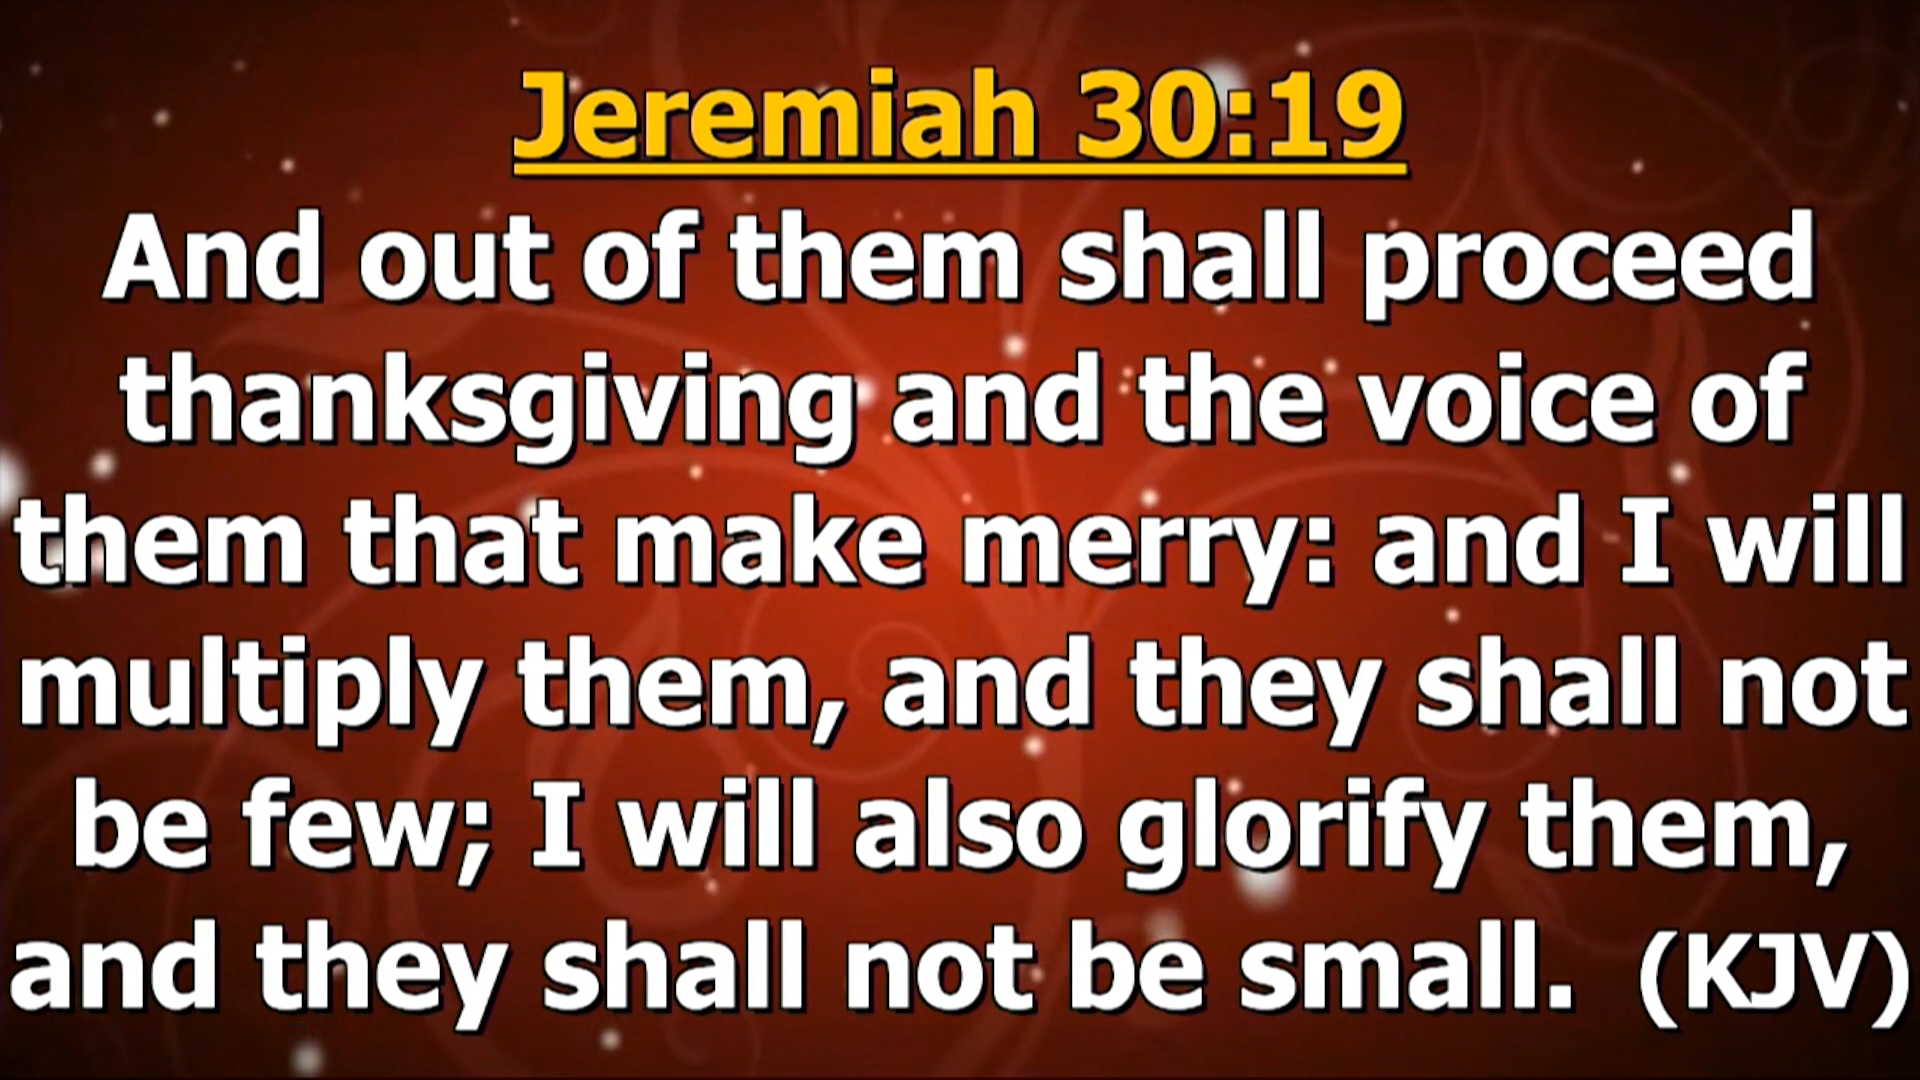 Jeremiah 30:19
And out of them shall proceed
thanksgiving and the voice of
them that make merry: and I will
multiply them, and they shall not
be few; I will also glorify them,
and they shall not be small. (KJV)